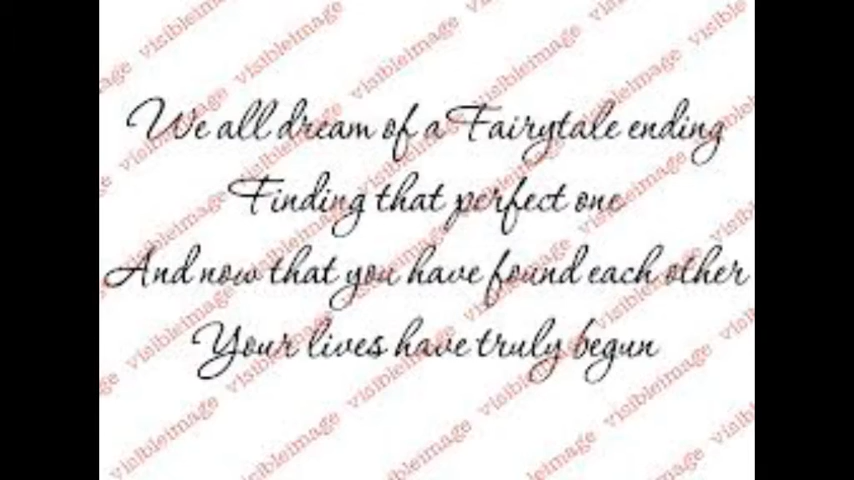 We all dream of a Fairytale ending
Finding that perfect one
And now that you have found each other
Your lives have truly begun
visibleimage